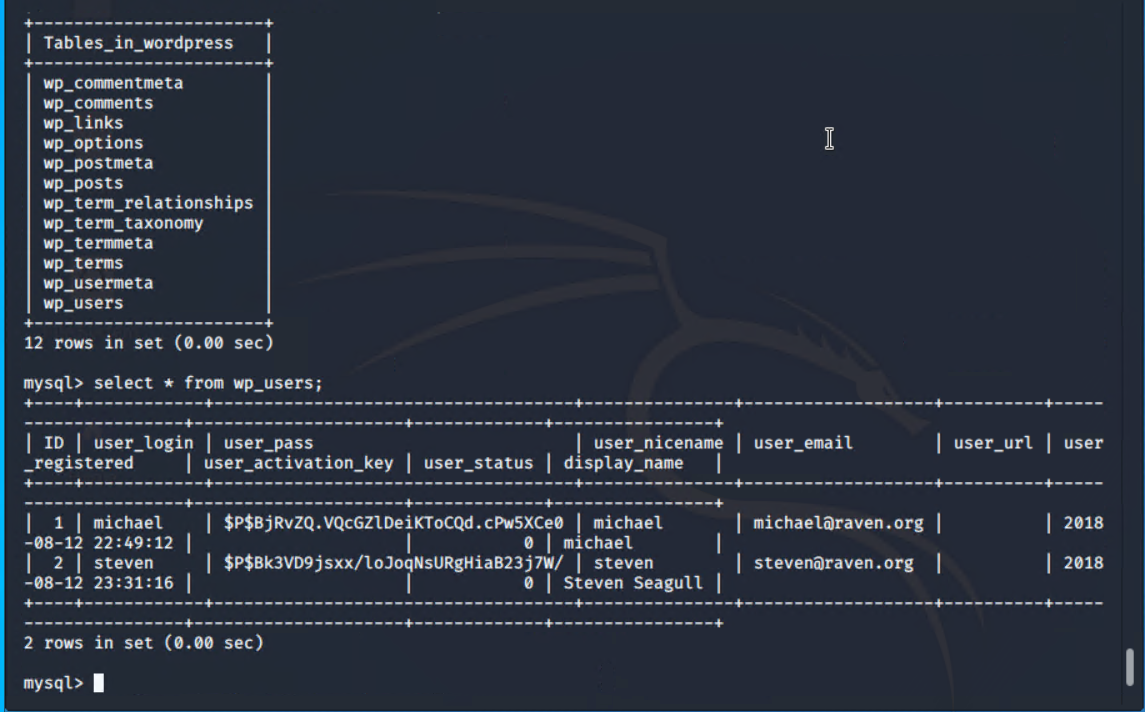 +------------------------+
| Tables_in_wordpress    |
+------------------------+
| wp_commentmeta         |
| wp_comments            |
| wp_links               |
| wp_options             |
| wp_postmeta            |
| wp_posts               |
| wp_term_relationships  |
| wp_term_taxonomy       |
| wp_termmeta            |
| wp_terms               |
| wp_usermeta            |
| wp_users               |
+------------------------+
12 rows in set (0.00 sec)
mysql> select * from wp_users;
+----+------------+------------------------------------+---------------+-------------------+----------+-----
----------------+---------------------+-------------+----------------+
| ID | user_login | user_pass                          | user_nicename | user_email        | user_url | user
_registered     | user_activation_key | user_status | display_name   |
+----+------------+------------------------------------+---------------+-------------------+----------+-----
----------------+---------------------+-------------+----------------+
|  1 | michael    | $P$BjRvZQ.VQcGZlDeiKToCQd.cPw5XCe0 | michael       | michael@raven.org |          | 2018
-08-12 22:49:12 |                     |           0 | michael        |
|  2 | steven     | $P$Bk3VD9jsxx/loJoqNsURgHiaB23j7W/ | steven        | steven@raven.org  |          | 2018
-08-12 23:31:16 |                     |           0 | Steven Seagull |
+----+------------+------------------------------------+---------------+-------------------+----------+-----
----------------+---------------------+-------------+----------------+
2 rows in set (0.00 sec)
mysql>